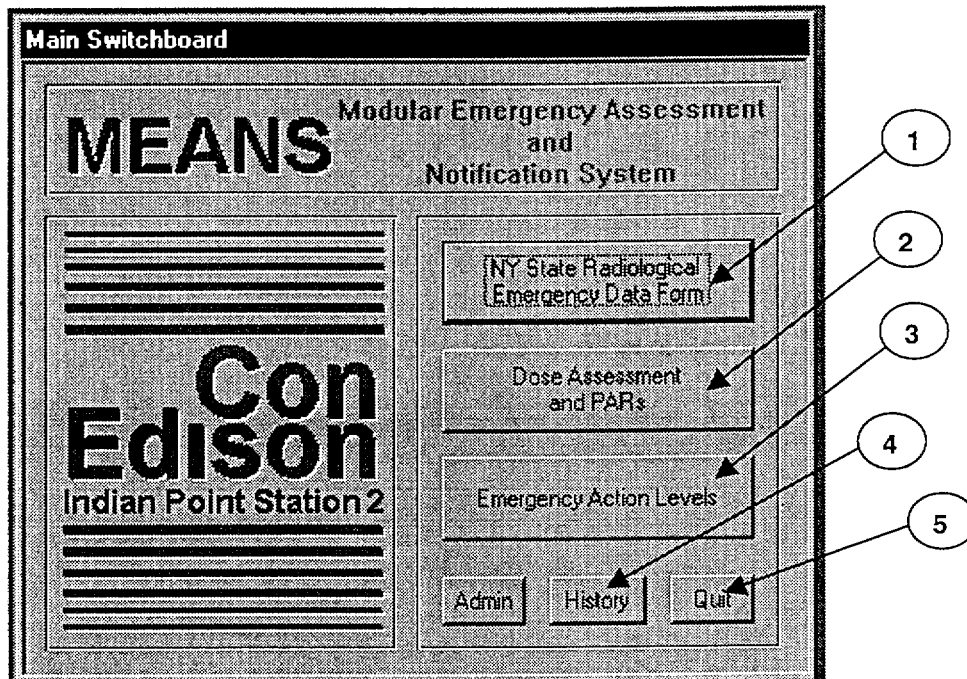 Main Switchboard
MEANS
Modular Emergency Assessment
and
Notification System
Con
Edison
Indian Point Station 2
NY State Radiological
Emergency Data Form
Dose Assessment
and PARs
Emergency Action Levels
Admin
History
Quit
1
2
3
4
5